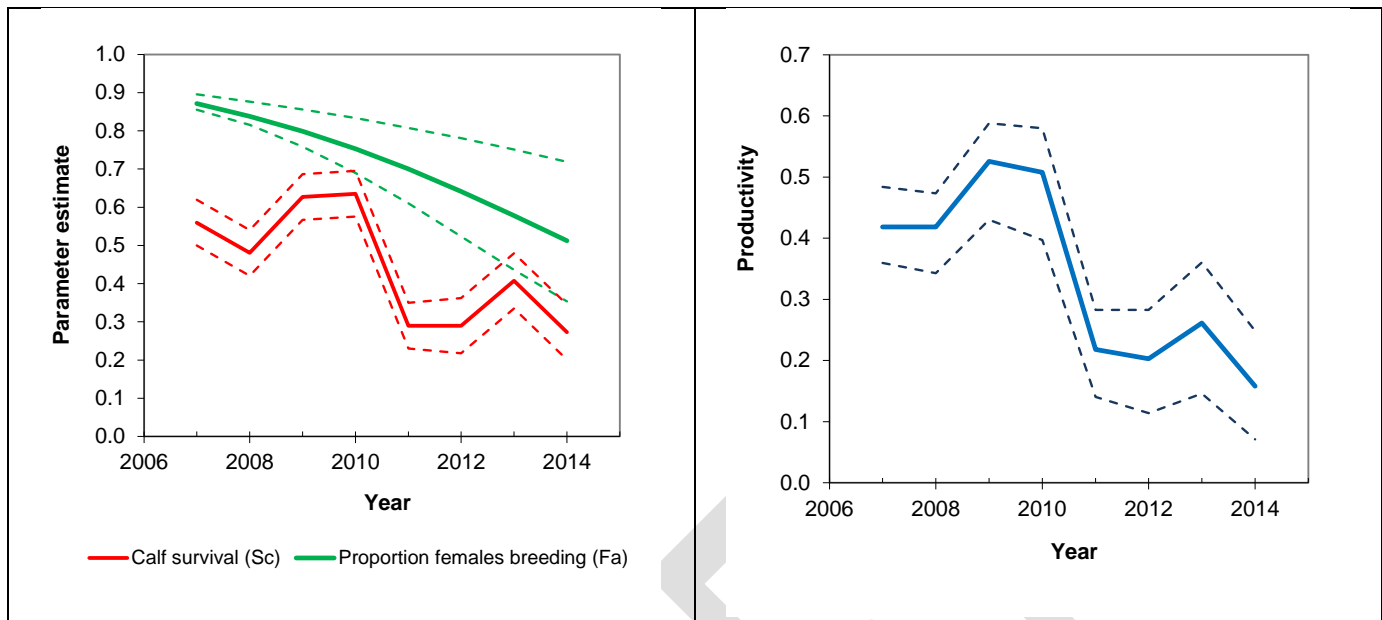 1.0
0.9
0.8
0.7
0.6
0.5
0.4
0.3
0.2
0.1
0.0
Parameter estimate
2006 2008 2010 2012 2014
Year
Calf survival (Sc) Proportion females breeding (Fa)
0.7
0.6
0.5
0.4
0.3
0.2
0.1
0.0
Productivity
2006 2008 2010 2012 2014
Year